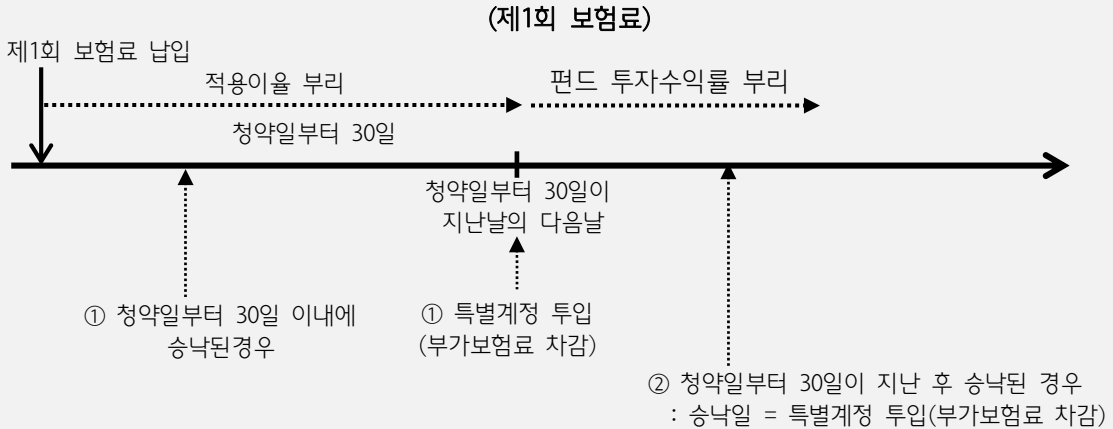 (제1회 보험료)
제1회 보험료 납입
적용이율 부리
펀드 투자수익률 부리
청약일부터 30일
청약일부터 30일이
지난날의 다음날
① 청약일부터 30일 이내에
승낙된경우
① 특별계정 투입
(부가보험료 차감)
② 청약일부터 30일이 지난 후 승낙된 경우
: 승낙일 = 특별계정 투입(부가보험료 차감)